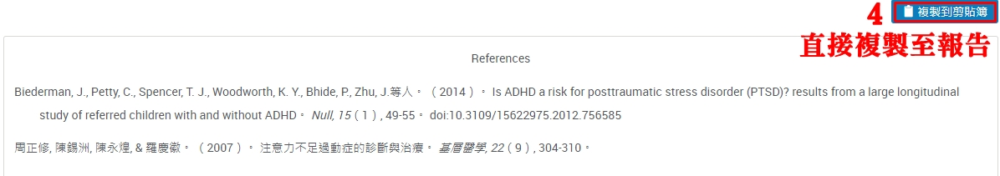 4 複製到剪貼簿
直接複製至報告
References
Biederman, J., Petty, C., Spencer, T. J., Woodworth, K. Y., Bhide, P., Zhu, J.等人。（2014）。 Is ADHD a risk for posttraumatic stress disorder (PTSD)? results from a large longitudinal
study of referred children with and without ADHD。 Null, 15（1）, 49-55。 doi:10.3109/15622975.2012.756585
周正修, 陳錫洲, 陳永煌, & 羅慶徽。（2007）。 注意力不足過動症的診斷與治療。 基層醫學, 22（9）, 304-310。